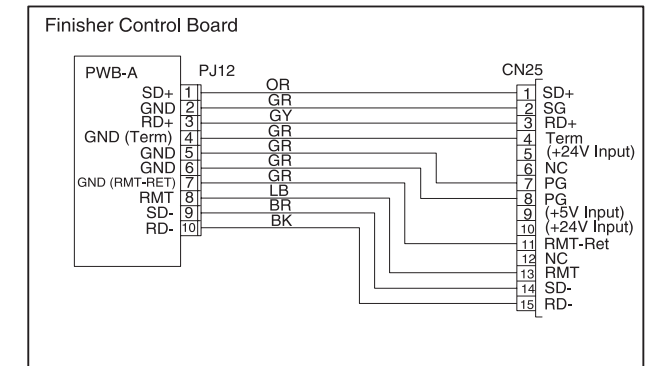 Finisher Control Board
PWB-A PJ12 CN25
SD+ 1 OR 1 SD+
GND 2 GR 2 SG
RD+ 3 GY 3 RD+
GND (Term) 4 GR 4 Term
GND 5 GR 5 (+24V Input)
GND 6 GR 6 NC
GND (RMT-RET) 7 GR 7 PG
RMT 8 LB 8 PG
SD- 9 BR 9 (+5V Input)
RD- 10 BK 10 (+24V Input)
11 RMT-Ret
12 NC
13 RMT
14 SD-
15 RD-